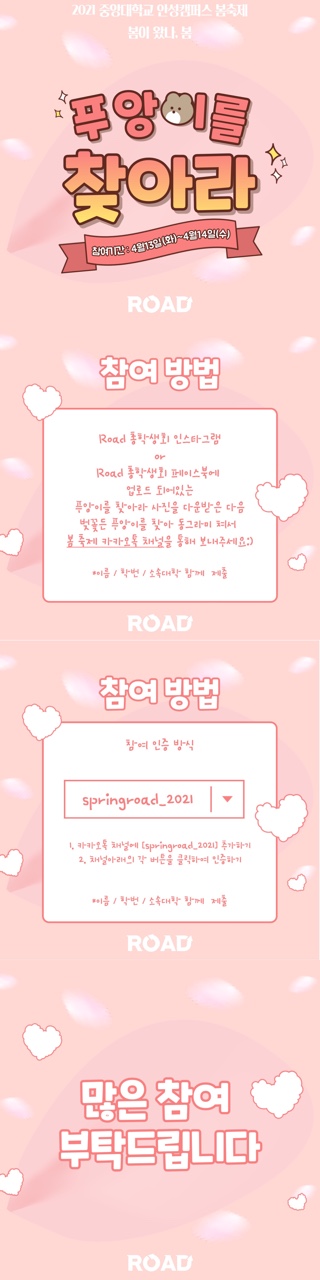 2021 중앙대학교 안성캠퍼스 봄축제
봄이 왔나, 봄
푸앙이를
찾아라
참여기간 : 4월13일(화)~4월14일(수)
ROAD
참여 방법
Road 총학생회 인스타그램
or
Road 총학생회 페이스북에
업로드 되어있는
푸앙이를 찾아라 사진을 다운받은 다음
벚꽃든 푸앙이를 찾아 동그라미 쳐서
봄 축제 카카오톡 채널을 통해 보내주세요:)
*이름 / 학번 / 소속대학 함께 제출
ROAD
참여 방법
참여 인증 방식
springroad_2021
1. 카카오톡 채널에 [springroad_2021] 추가하기
2. 채널아래의 각 버튼을 클릭하여 인증하기
*이름 / 학번 / 소속대학 함께 제출
ROAD
많은 참여
부탁드립니다
ROAD